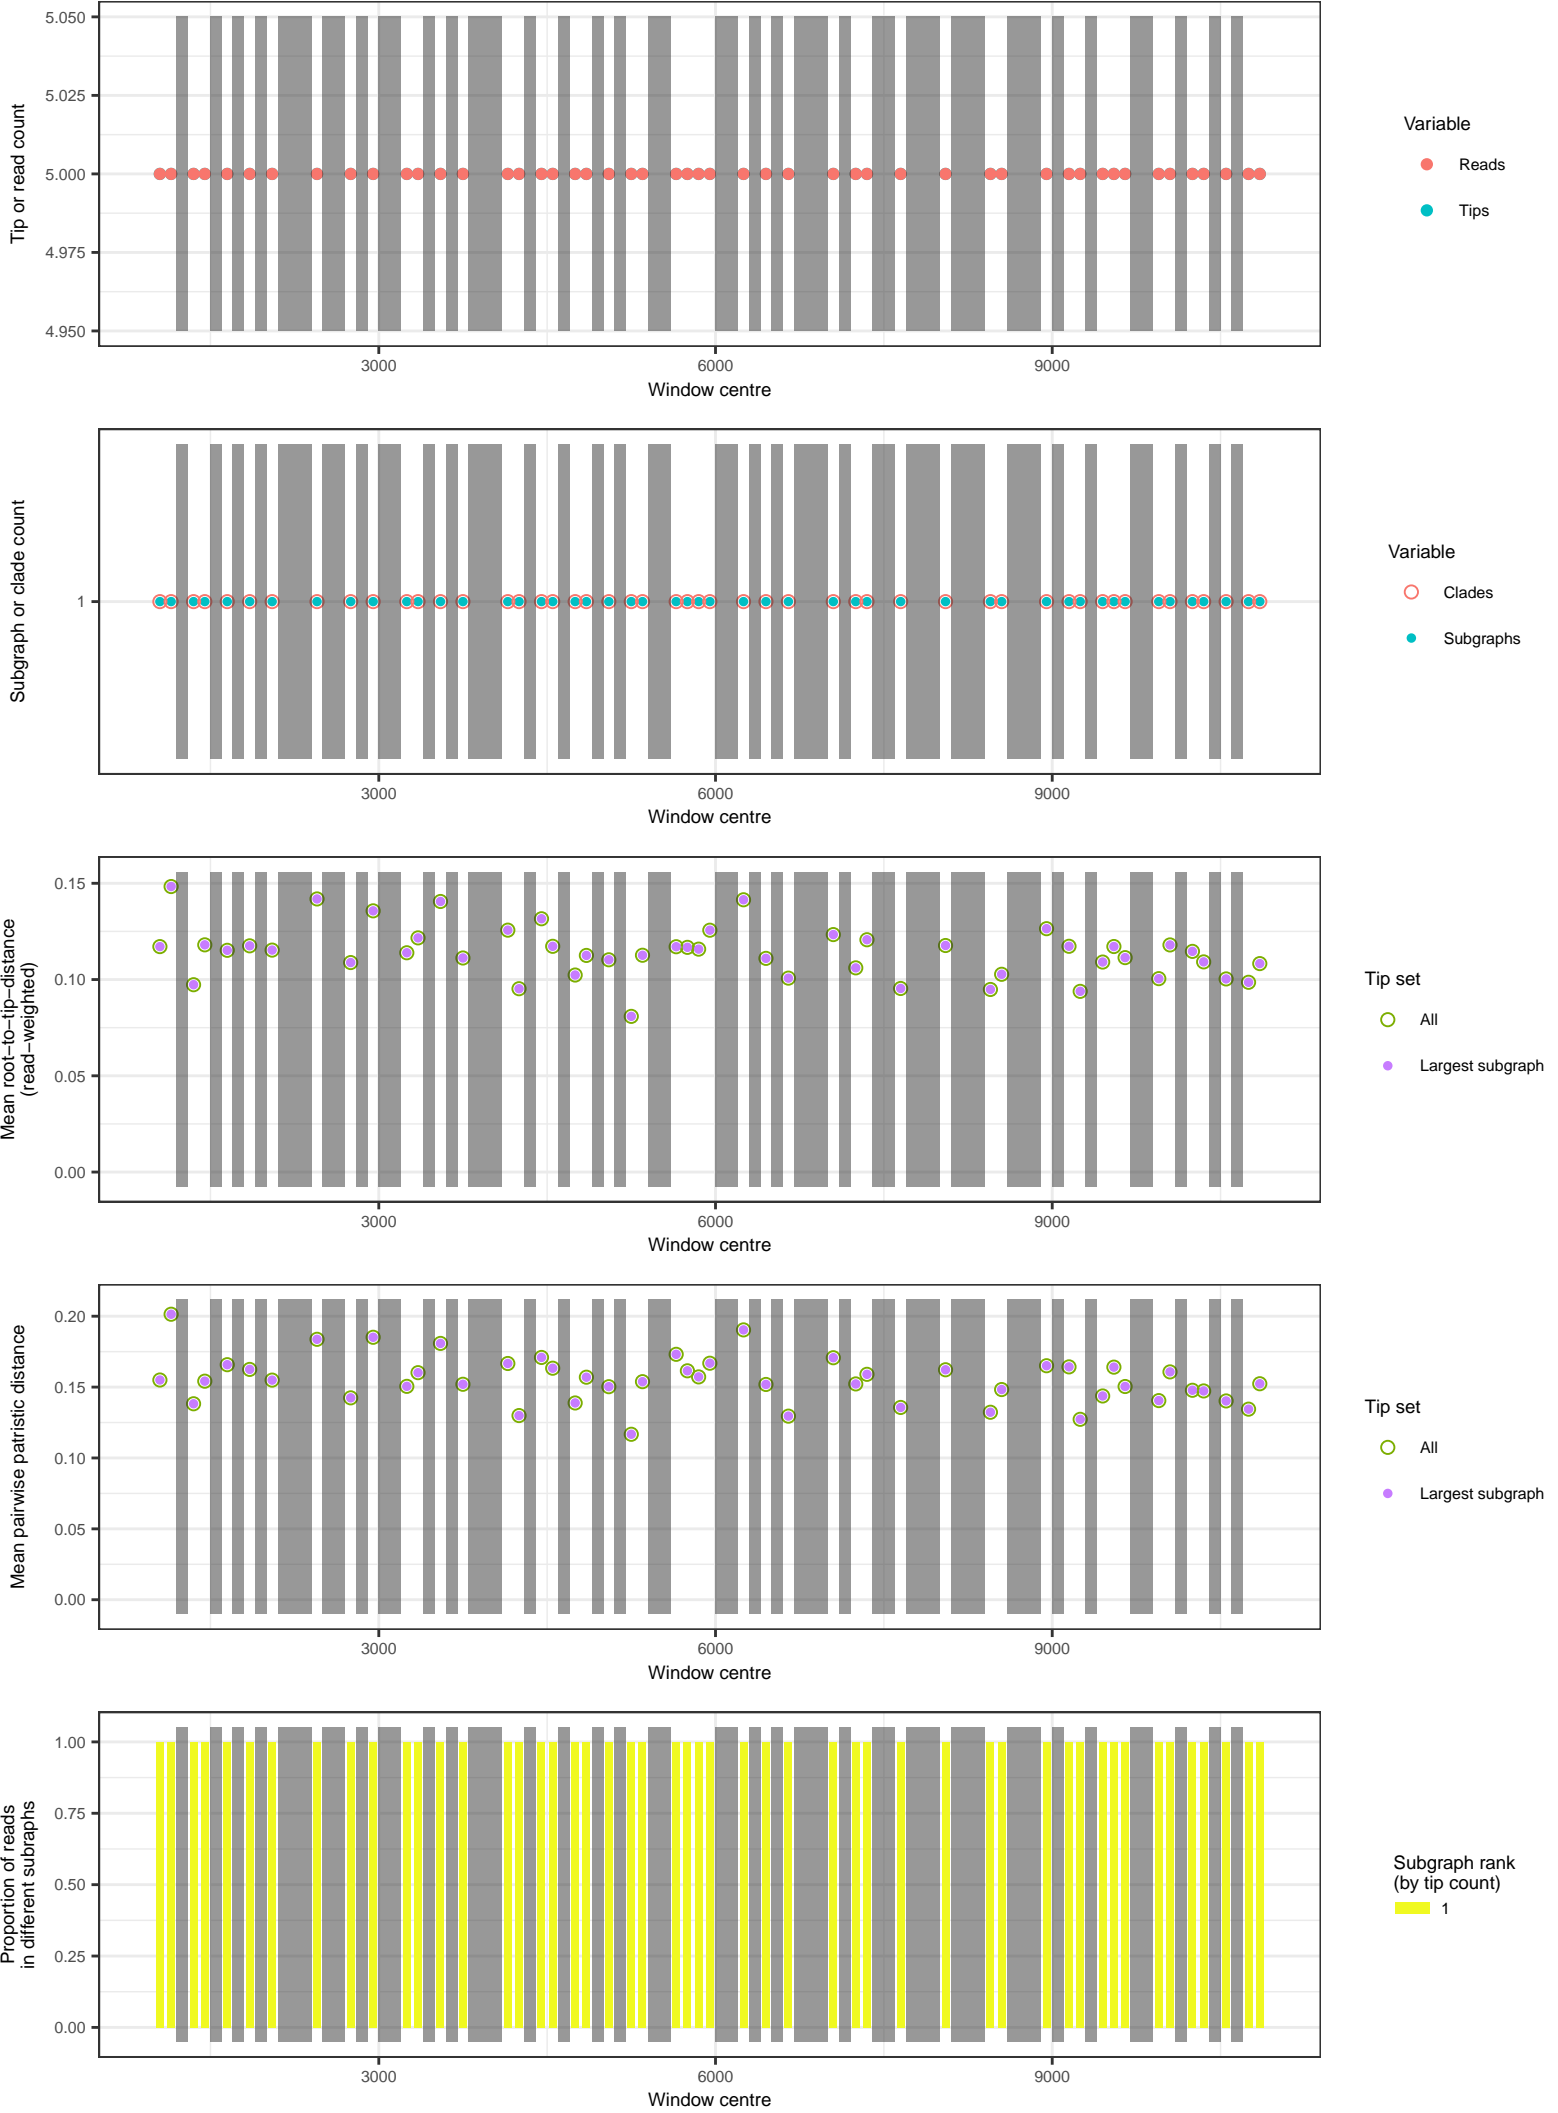 5.050
5.025
5.000
4.975
4.950
Tip or read count
3000 6000 9000
Window centre
Variable
Reads
Tips
1
Subgraph or clade count
3000 6000 9000
Window centre
Variable
Clades
Subgraphs
0.15
0.10
0.05
0.00
Mean root−to−tip−distance
(read−weighted)
3000 6000 9000
Window centre
Tip set
All
Largest subgraph
0.20
0.15
0.10
0.05
0.00
Mean pairwise patristic distance
3000 6000 9000
Window centre
Tip set
All
Largest subgraph
1.00
0.75
0.50
0.25
0.00
Proportion of reads
in different subraphs
3000 6000 9000
Window centre
Subgraph rank
(by tip count)
1